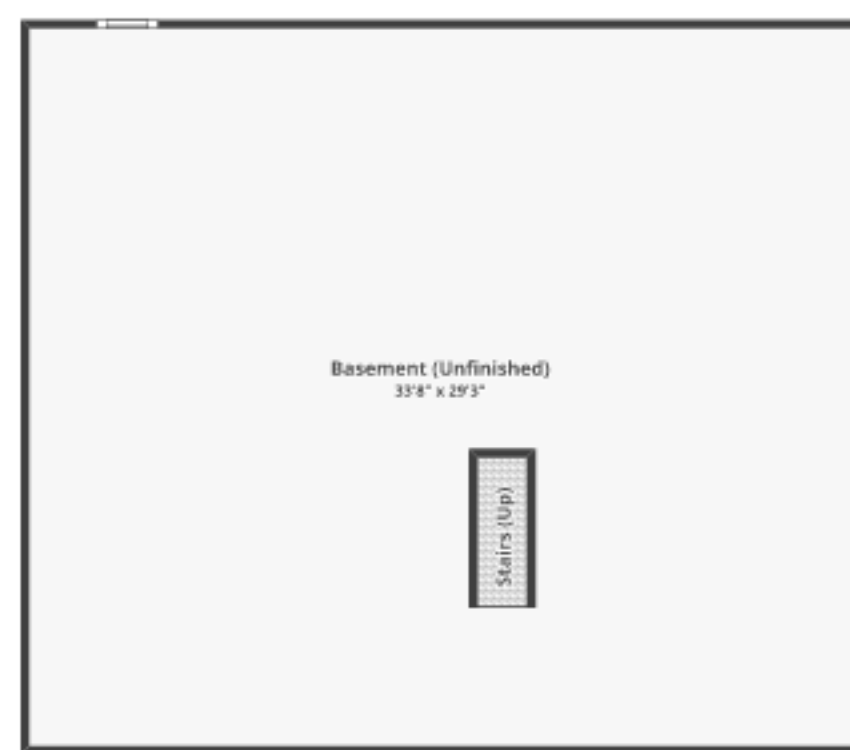 Basement (Unfinished)
33'8" x 29'3"
Stairs (Up)